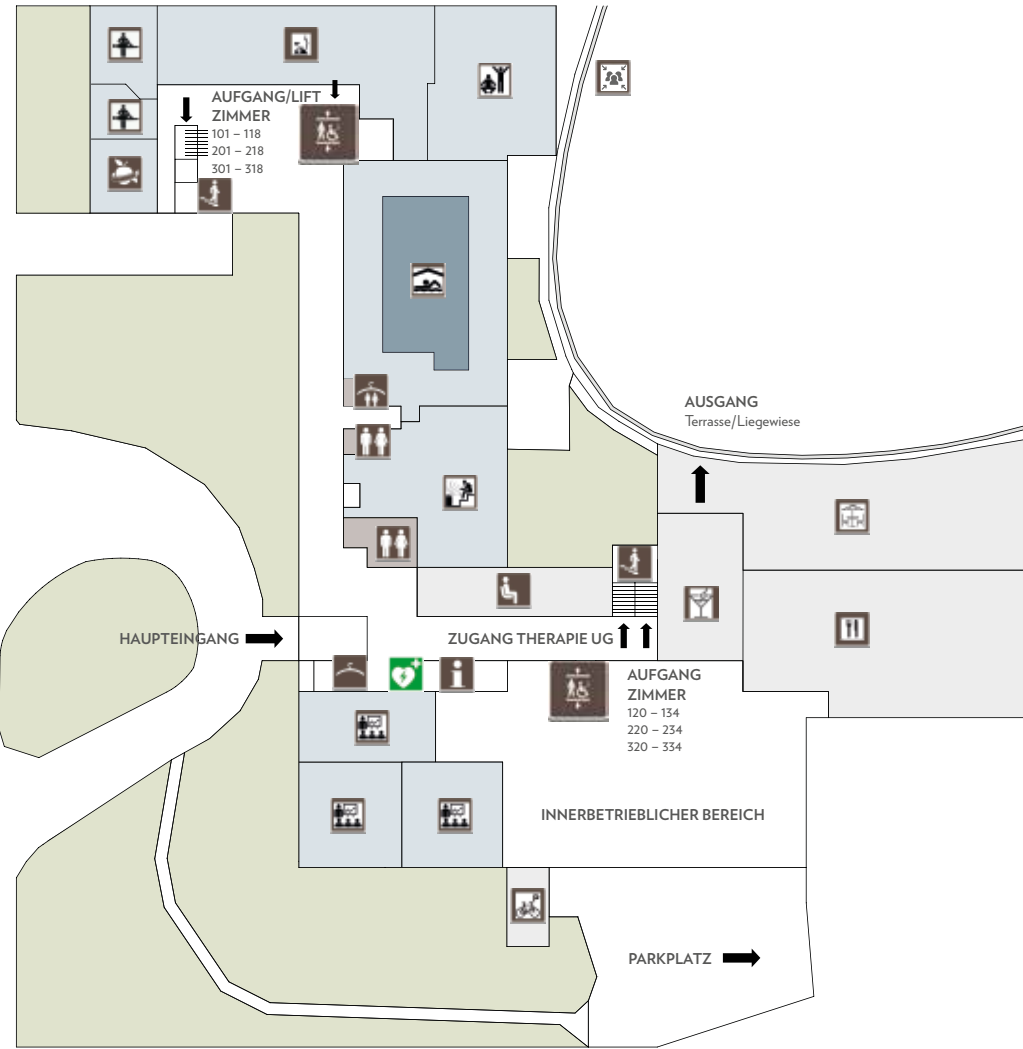 AUFGANG/LIFT
ZIMMER
101 – 118
201 – 218
301 – 318
AUSGANG
Terrasse/Liegewiese
HAUPTEINGANG
ZUGANG THERAPIE UG
AUFGANG
ZIMMER
120 – 134
220 – 234
320 – 334
INNERBETRIEBLICHER BEREICH
PARKPLATZ